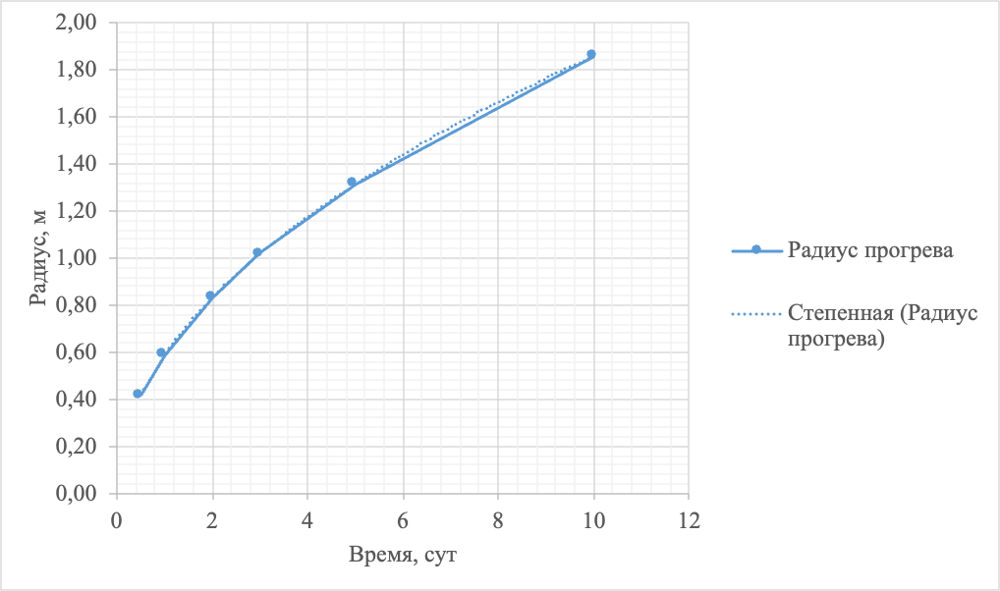 2,00
1,80
1,60
1,40
1,20
1,00
0,80
0,60
0,40
0,20
0,00
Радиус, м
0 2 4 6 8 10 12
Время, сут
Радиус прогрева
Степенная (Радиус
прогрева)